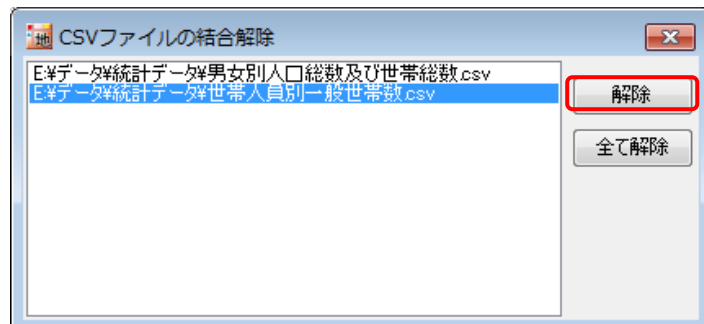 地 CSVファイルの結合解除
E:¥データ¥統計データ¥男女別人口総数及び世帯総数.csv
E:¥データ¥統計データ¥世帯人員別一般世帯数.csv
解除
全て解除